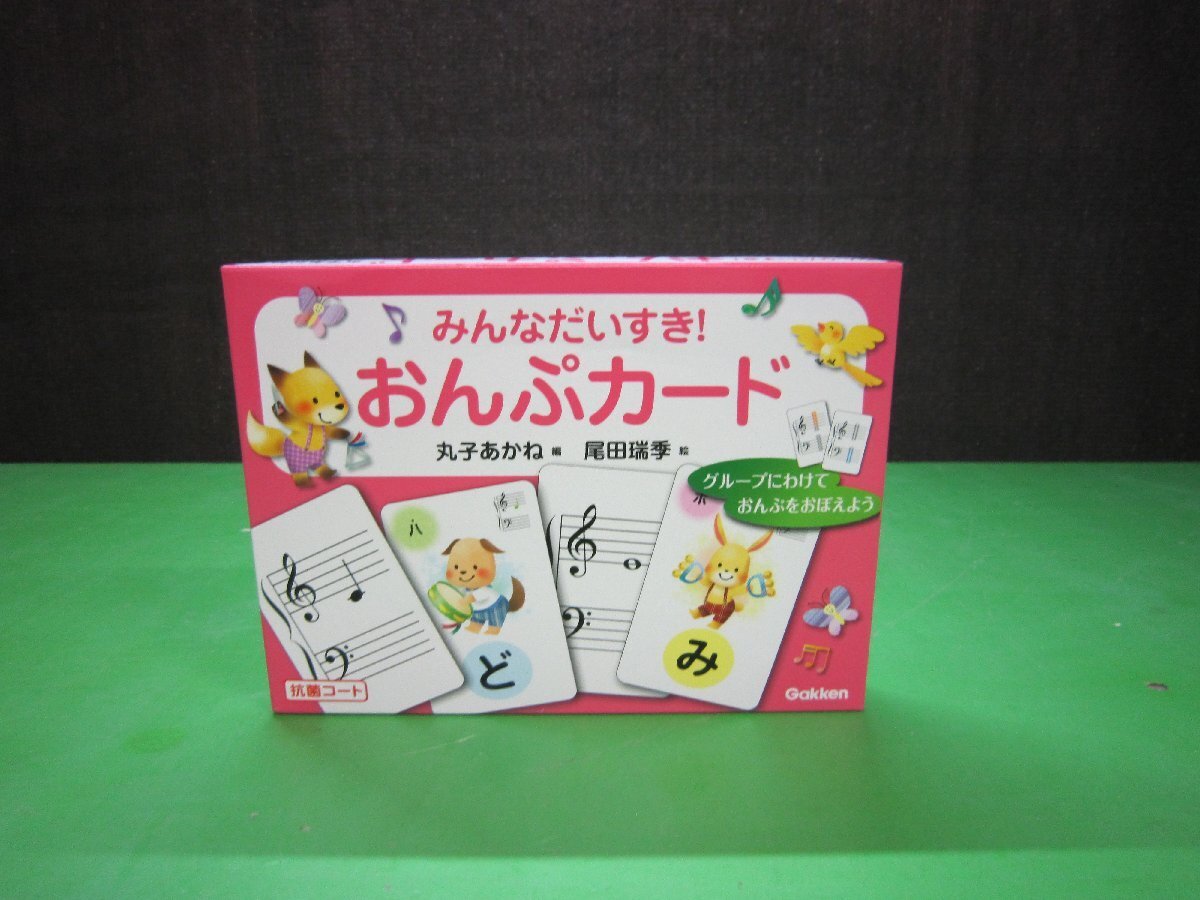 みんなだいすき!
おんぷカード
丸子あかね 編 尾田瑞季 絵
グループにわけて
おんぷをおぼえよう
ハ
ど
ホ
み
抗菌コート
Gakken